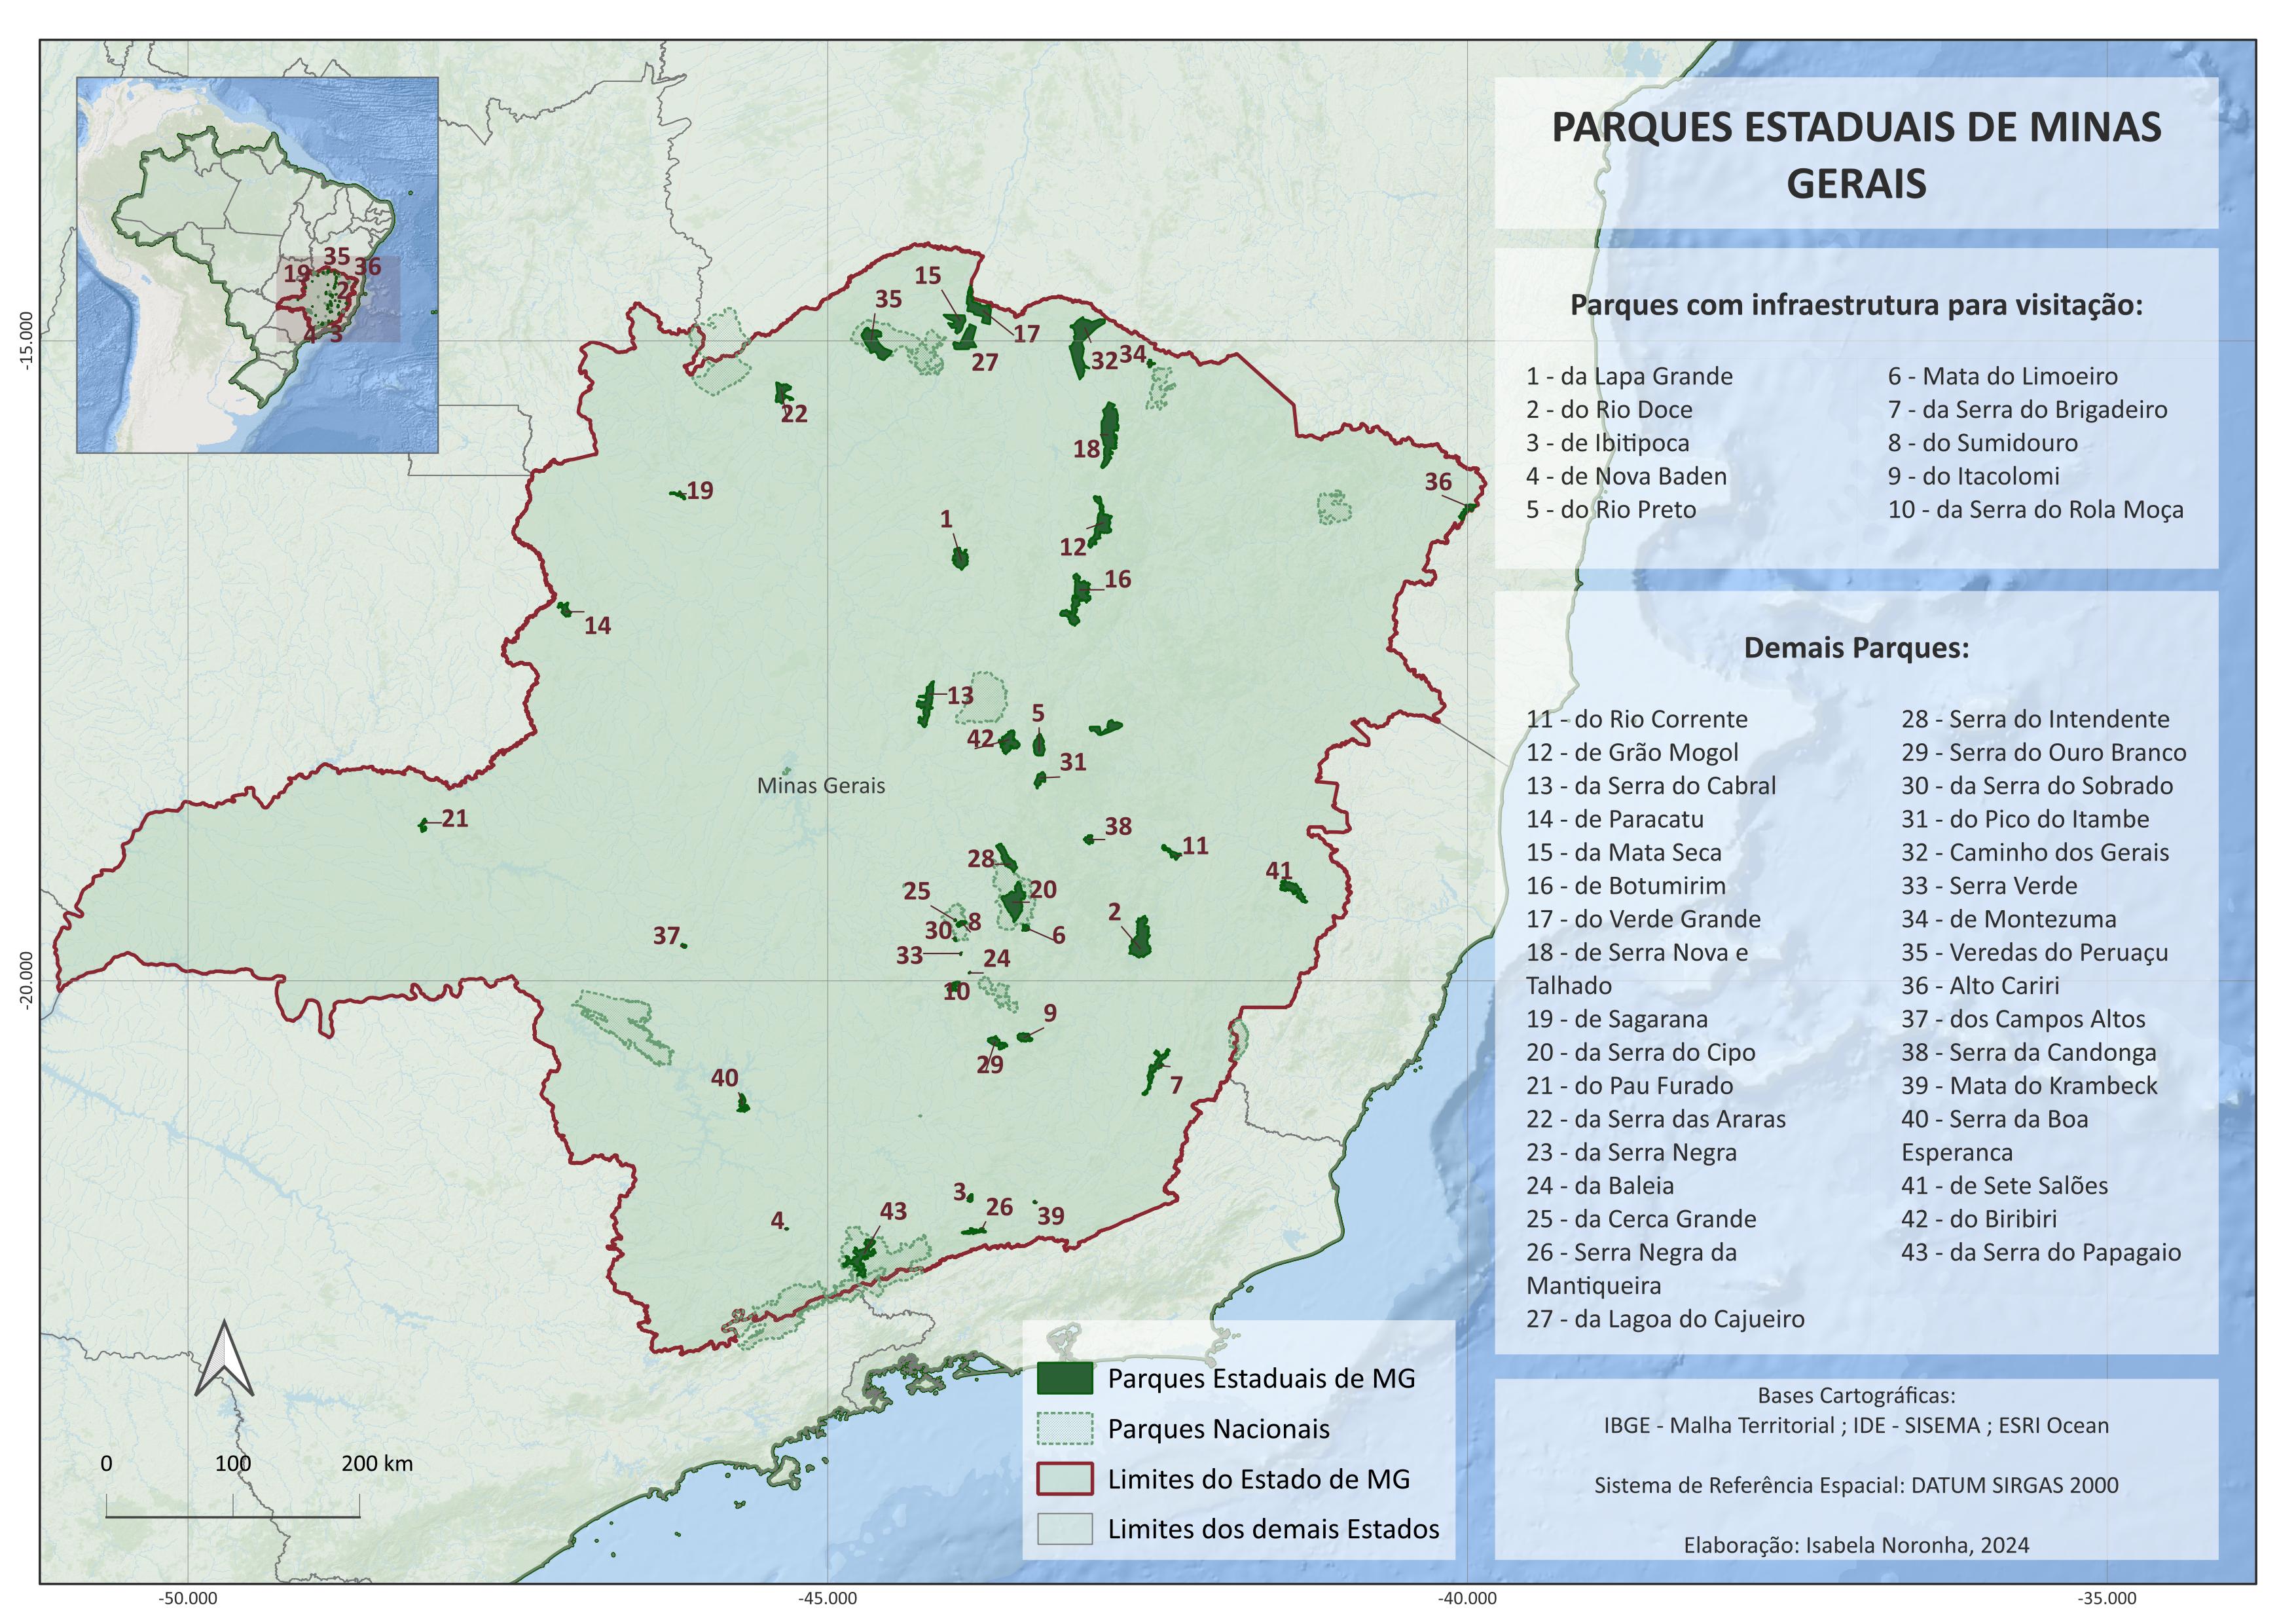 PARQUES ESTADUAIS DE MINAS
GERAIS
Parques com infraestrutura para visitação:
1 - da Lapa Grande
2 - do Rio Doce
3 - de Ibitipoca
4 - de Nova Baden
5 - do Rio Preto
6 - Mata do Limoeiro
7 - da Serra do Brigadeiro
8 - do Sumidouro
9 - do Itacolomi
10 - da Serra do Rola Moça
Demais Parques:
11 - do Rio Corrente
12 - de Grão Mogol
13 - da Serra do Cabral
14 - de Paracatu
15 - da Mata Seca
16 - de Botumirim
17 - do Verde Grande
18 - de Serra Nova e
Talhado
19 - de Sagarana
20 - da Serra do Cipo
21 - do Pau Furado
22 - da Serra das Araras
23 - da Serra Negra
24 - da Baleia
25 - da Cerca Grande
26 - Serra Negra da
Mantiqueira
27 - da Lagoa do Cajueiro
28 - Serra do Intendente
29 - Serra do Ouro Branco
30 - da Serra do Sobrado
31 - do Pico do Itambe
32 - Caminho dos Gerais
33 - Serra Verde
34 - de Montezuma
35 - Veredas do Peruaçu
36 - Alto Cariri
37 - dos Campos Altos
38 - Serra da Candonga
39 - Mata do Krambeck
40 - Serra da Boa
Esperanca
41 - de Sete Salões
42 - do Biribiri
43 - da Serra do Papagaio
Bases Cartográficas:
IBGE - Malha Territorial ; IDE - SISEMA ; ESRI Ocean
Sistema de Referência Espacial: DATUM SIRGAS 2000
Elaboração: Isabela Noronha, 2024
35
19
36
2
4
3
15
35
17
27
32
34
22
18
19
36
1
12
16
14
13
5
42
31
Minas Gerais
21
38
11
28
41
25
20
8
2
30
6
37
33
24
10
9
29
40
7
3
26
4
43
39
Parques Estaduais de MG
Parques Nacionais
Limites do Estado de MG
Limites dos demais Estados
0
100
200 km
-15.000
-20.000
-50.000
-45.000
-40.000
-35.000